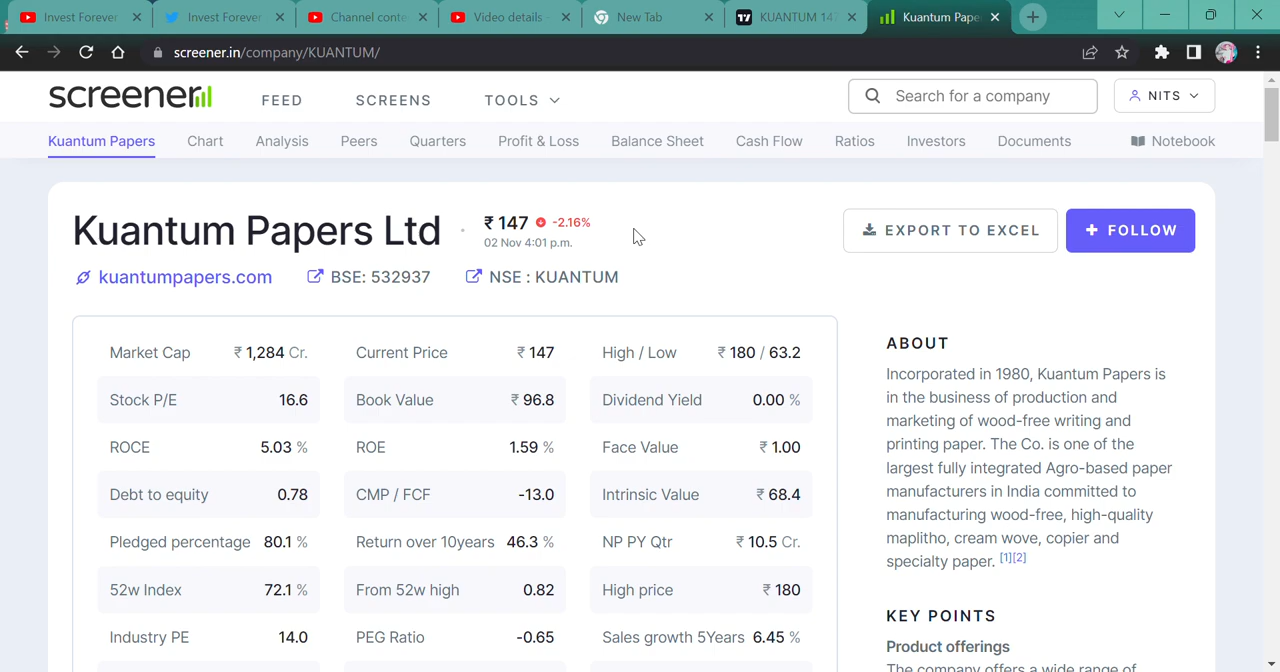 Invest Forever
Invest Forever
Channel conte
Video details -
New Tab
KUANTUM 147
Kuantum Pape
screener.in/company/KUANTUM/
screener
FEED
SCREENS
TOOLS
Search for a company
NITS
Kuantum Papers
Chart
Analysis
Peers
Quarters
Profit & Loss
Balance Sheet
Cash Flow
Ratios
Investors
Documents
Notebook
Kuantum Papers Ltd
₹ 147 -2.16%
02 Nov 4:01 p.m.
EXPORT TO EXCEL
FOLLOW
kuantumpapers.com
BSE: 532937
NSE : KUANTUM
Market Cap ₹ 1,284 Cr.
Current Price ₹ 147
High / Low ₹ 180 / 63.2
Stock P/E 16.6
Book Value ₹ 96.8
Dividend Yield 0.00 %
ROCE 5.03 %
ROE 1.59 %
Face Value ₹ 1.00
Debt to equity 0.78
CMP / FCF -13.0
Intrinsic Value ₹ 68.4
Pledged percentage 80.1 %
Return over 10years 46.3 %
NP PY Qtr ₹ 10.5 Cr.
52w Index 72.1 %
From 52w high 0.82
High price ₹ 180
Industry PE 14.0
PEG Ratio -0.65
Sales growth 5Years 6.45 %
ABOUT
Incorporated in 1980, Kuantum Papers is
in the business of production and
marketing of wood-free writing and
printing paper. The Co. is one of the
largest fully integrated Agro-based paper
manufacturers in India committed to
manufacturing wood-free, high-quality
maplitho, cream wove, copier and
specialty paper. [1][2]
KEY POINTS
Product offerings
The company offers a wide range of